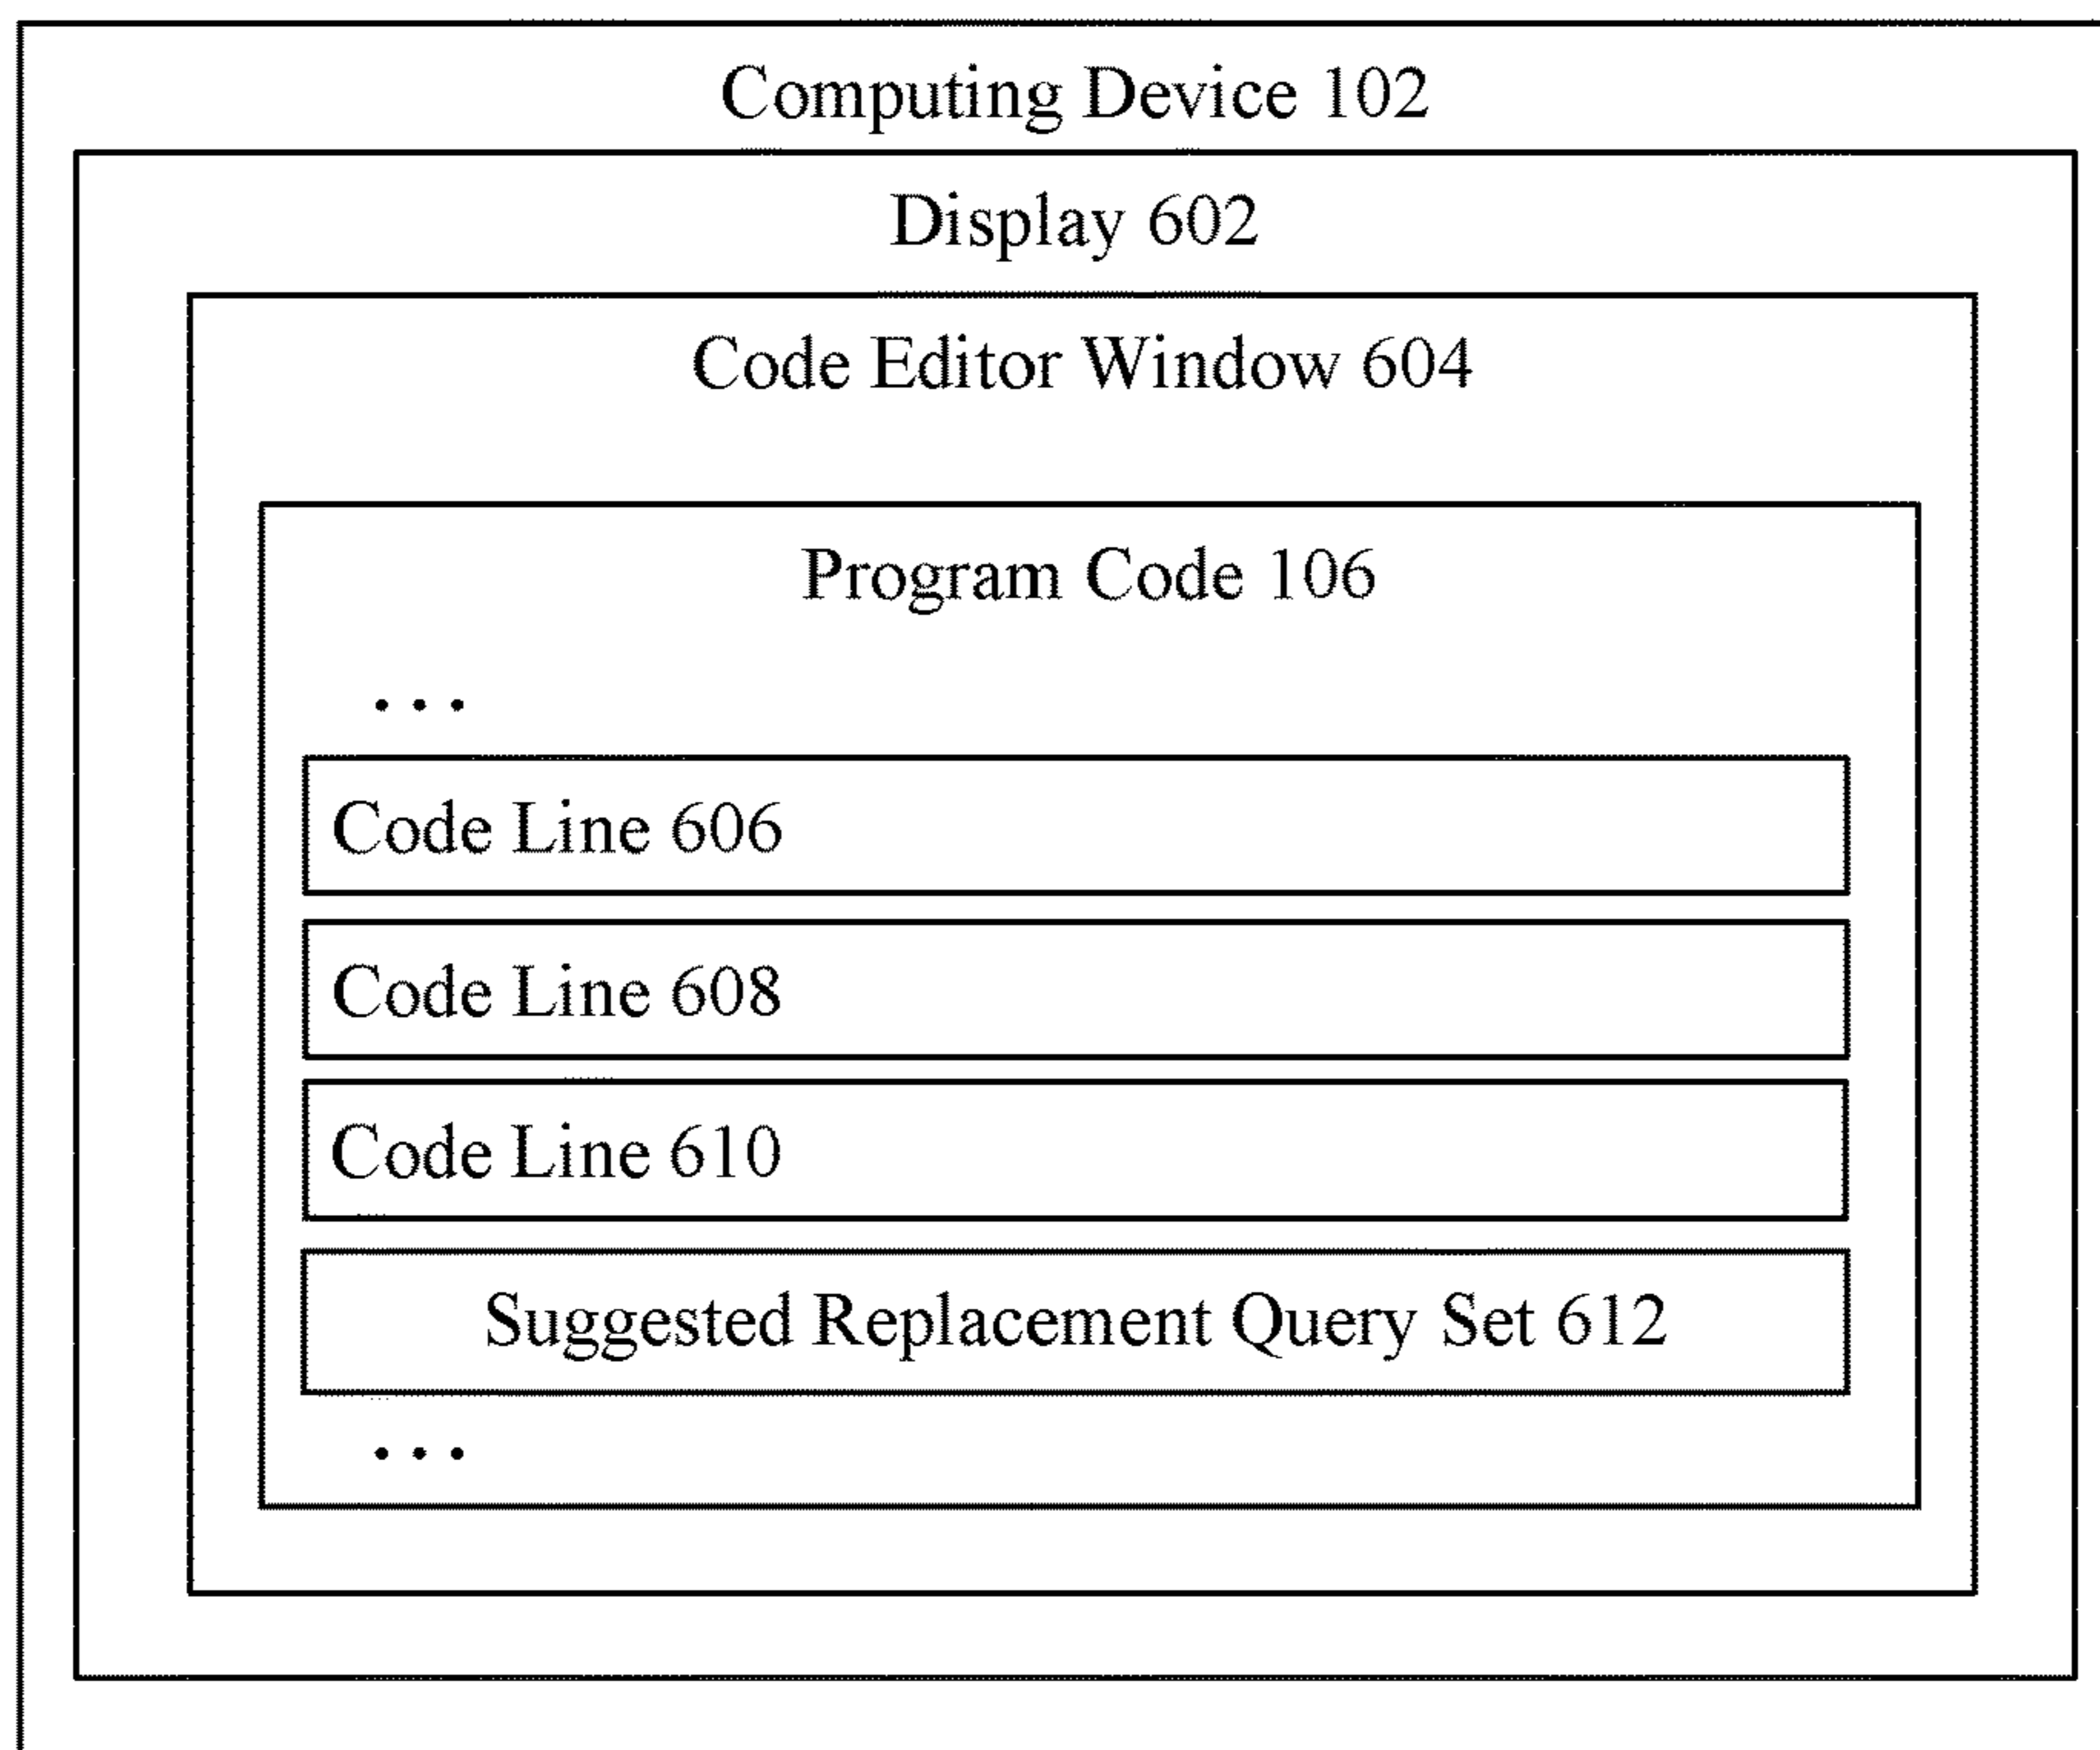 Computing Device 102
Display 602
Code Editor Window 604
Program Code 106
...
Code Line 606
Code Line 608
Code Line 610
Suggested Replacement Query Set 612
...